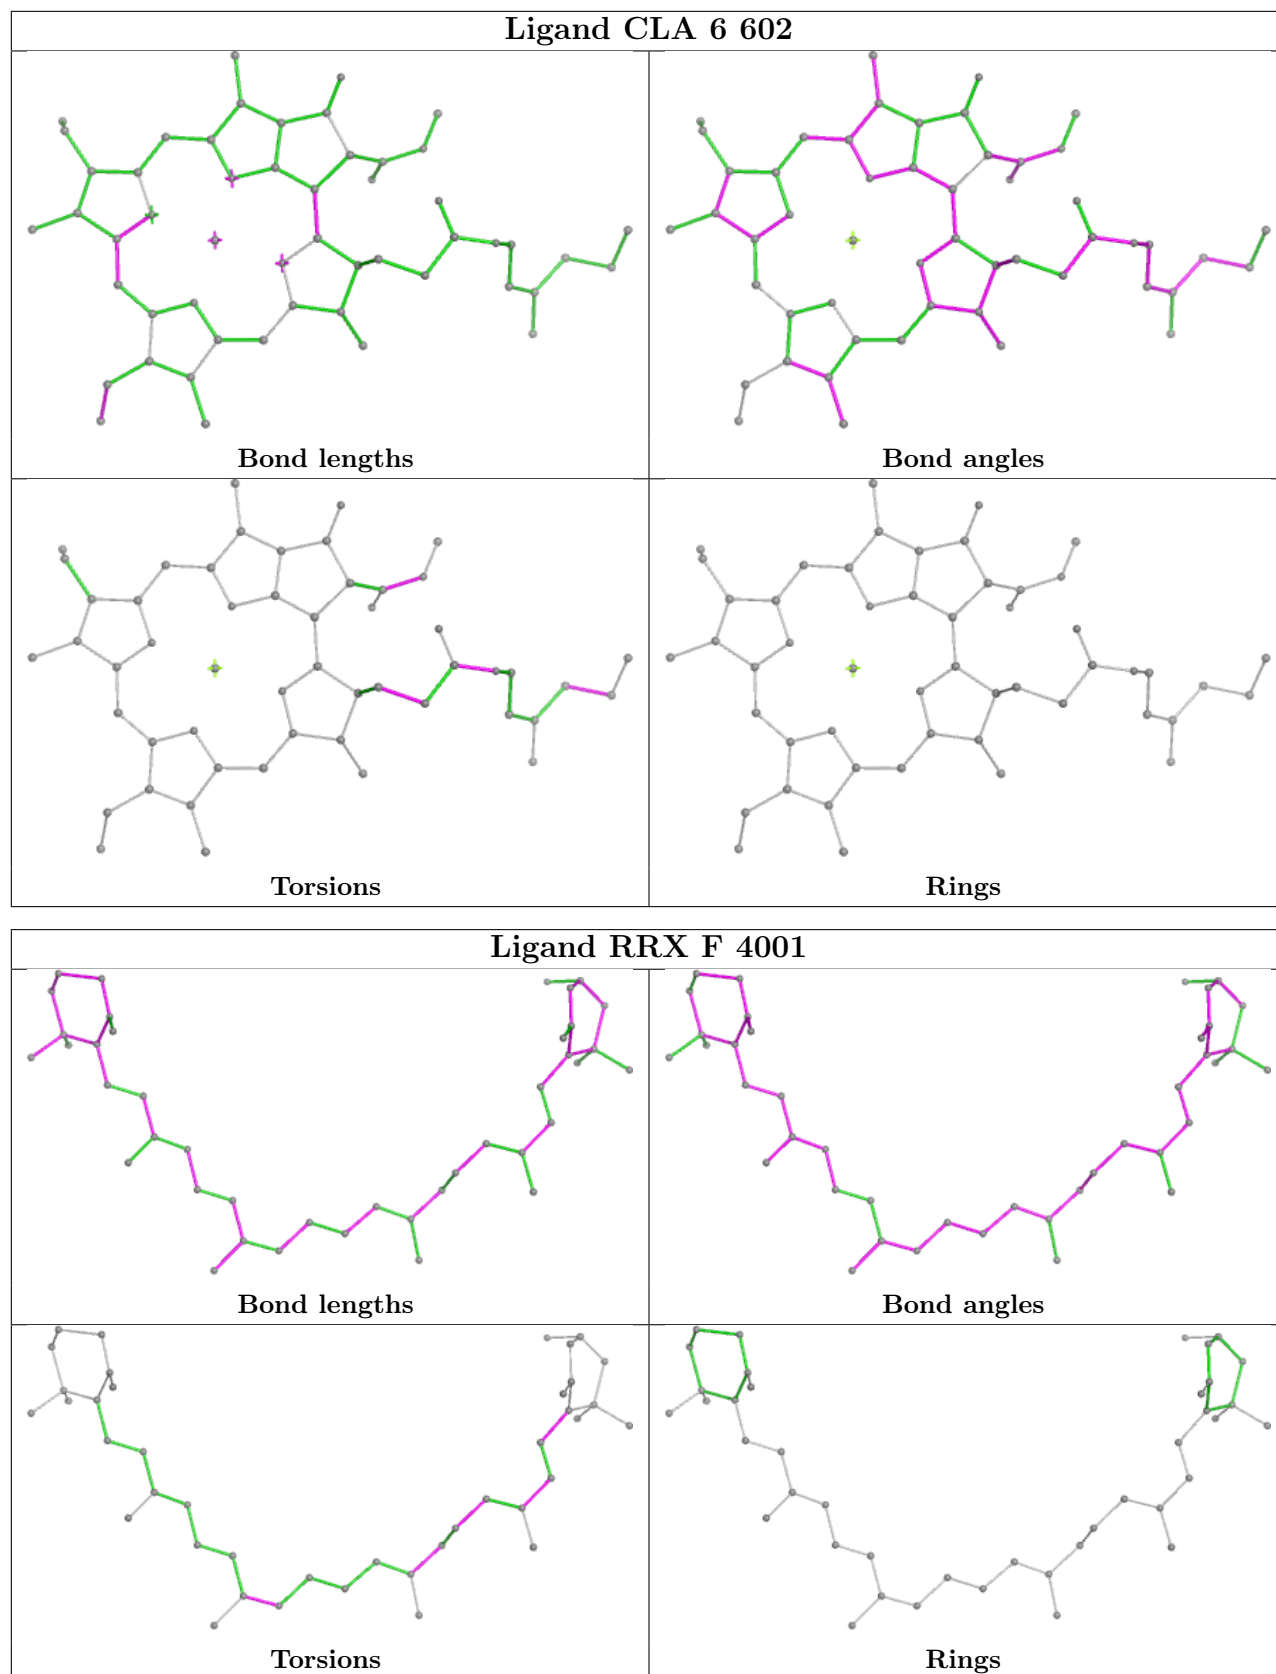 Ligand CLA 6 602
Bond lengths
Bond angles
Torsions
Rings
Ligand RRX F 4001
Bond lengths
Bond angles
Torsions
Rings